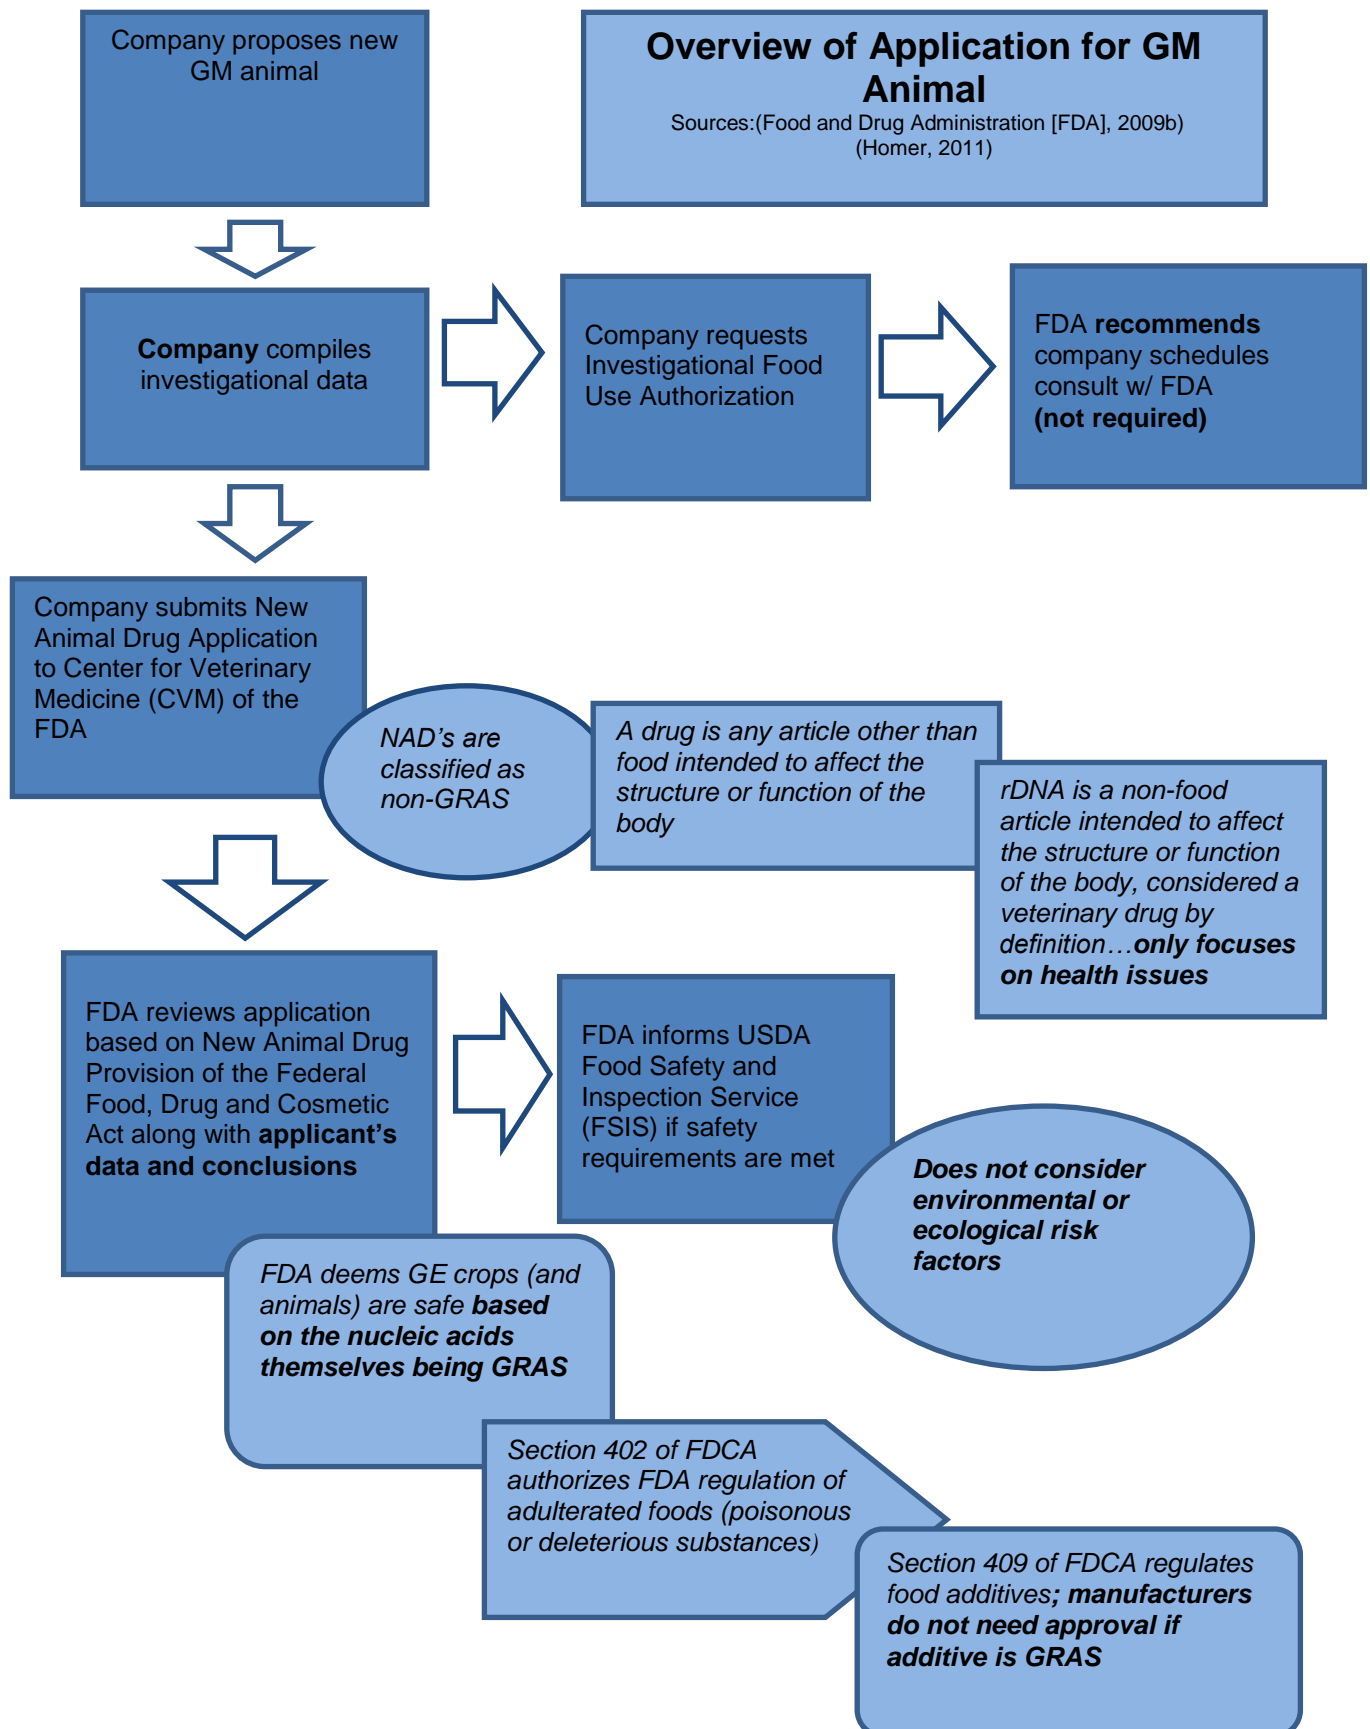 Company proposes new
GM animal
Overview of Application for GM
Animal
Sources:(Food and Drug Administration [FDA], 2009b)
(Homer, 2011)
Company compiles
investigational data
Company requests
Investigational Food
Use Authorization
FDA recommends
company schedules
consult w/ FDA
(not required)
Company submits New
Animal Drug Application
to Center for Veterinary
Medicine (CVM) of the
FDA
NAD's are
classified as
non-GRAS
A drug is any article other than
food intended to affect the
structure or function of the
body
rDNA is a non-food
article intended to affect
the structure or function
of the body, considered a
veterinary drug by
definition…only focuses
on health issues
FDA reviews application
based on New Animal Drug
Provision of the Federal
Food, Drug and Cosmetic
Act along with applicant's
data and conclusions
FDA informs USDA
Food Safety and
Inspection Service
(FSIS) if safety
requirements are met
Does not consider
environmental or
ecological risk
factors
FDA deems GE crops (and
animals) are safe based
on the nucleic acids
themselves being GRAS
Section 402 of FDCA
authorizes FDA regulation of
adulterated foods (poisonous
or deleterious substances)
Section 409 of FDCA regulates
food additives; manufacturers
do not need approval if
additive is GRAS